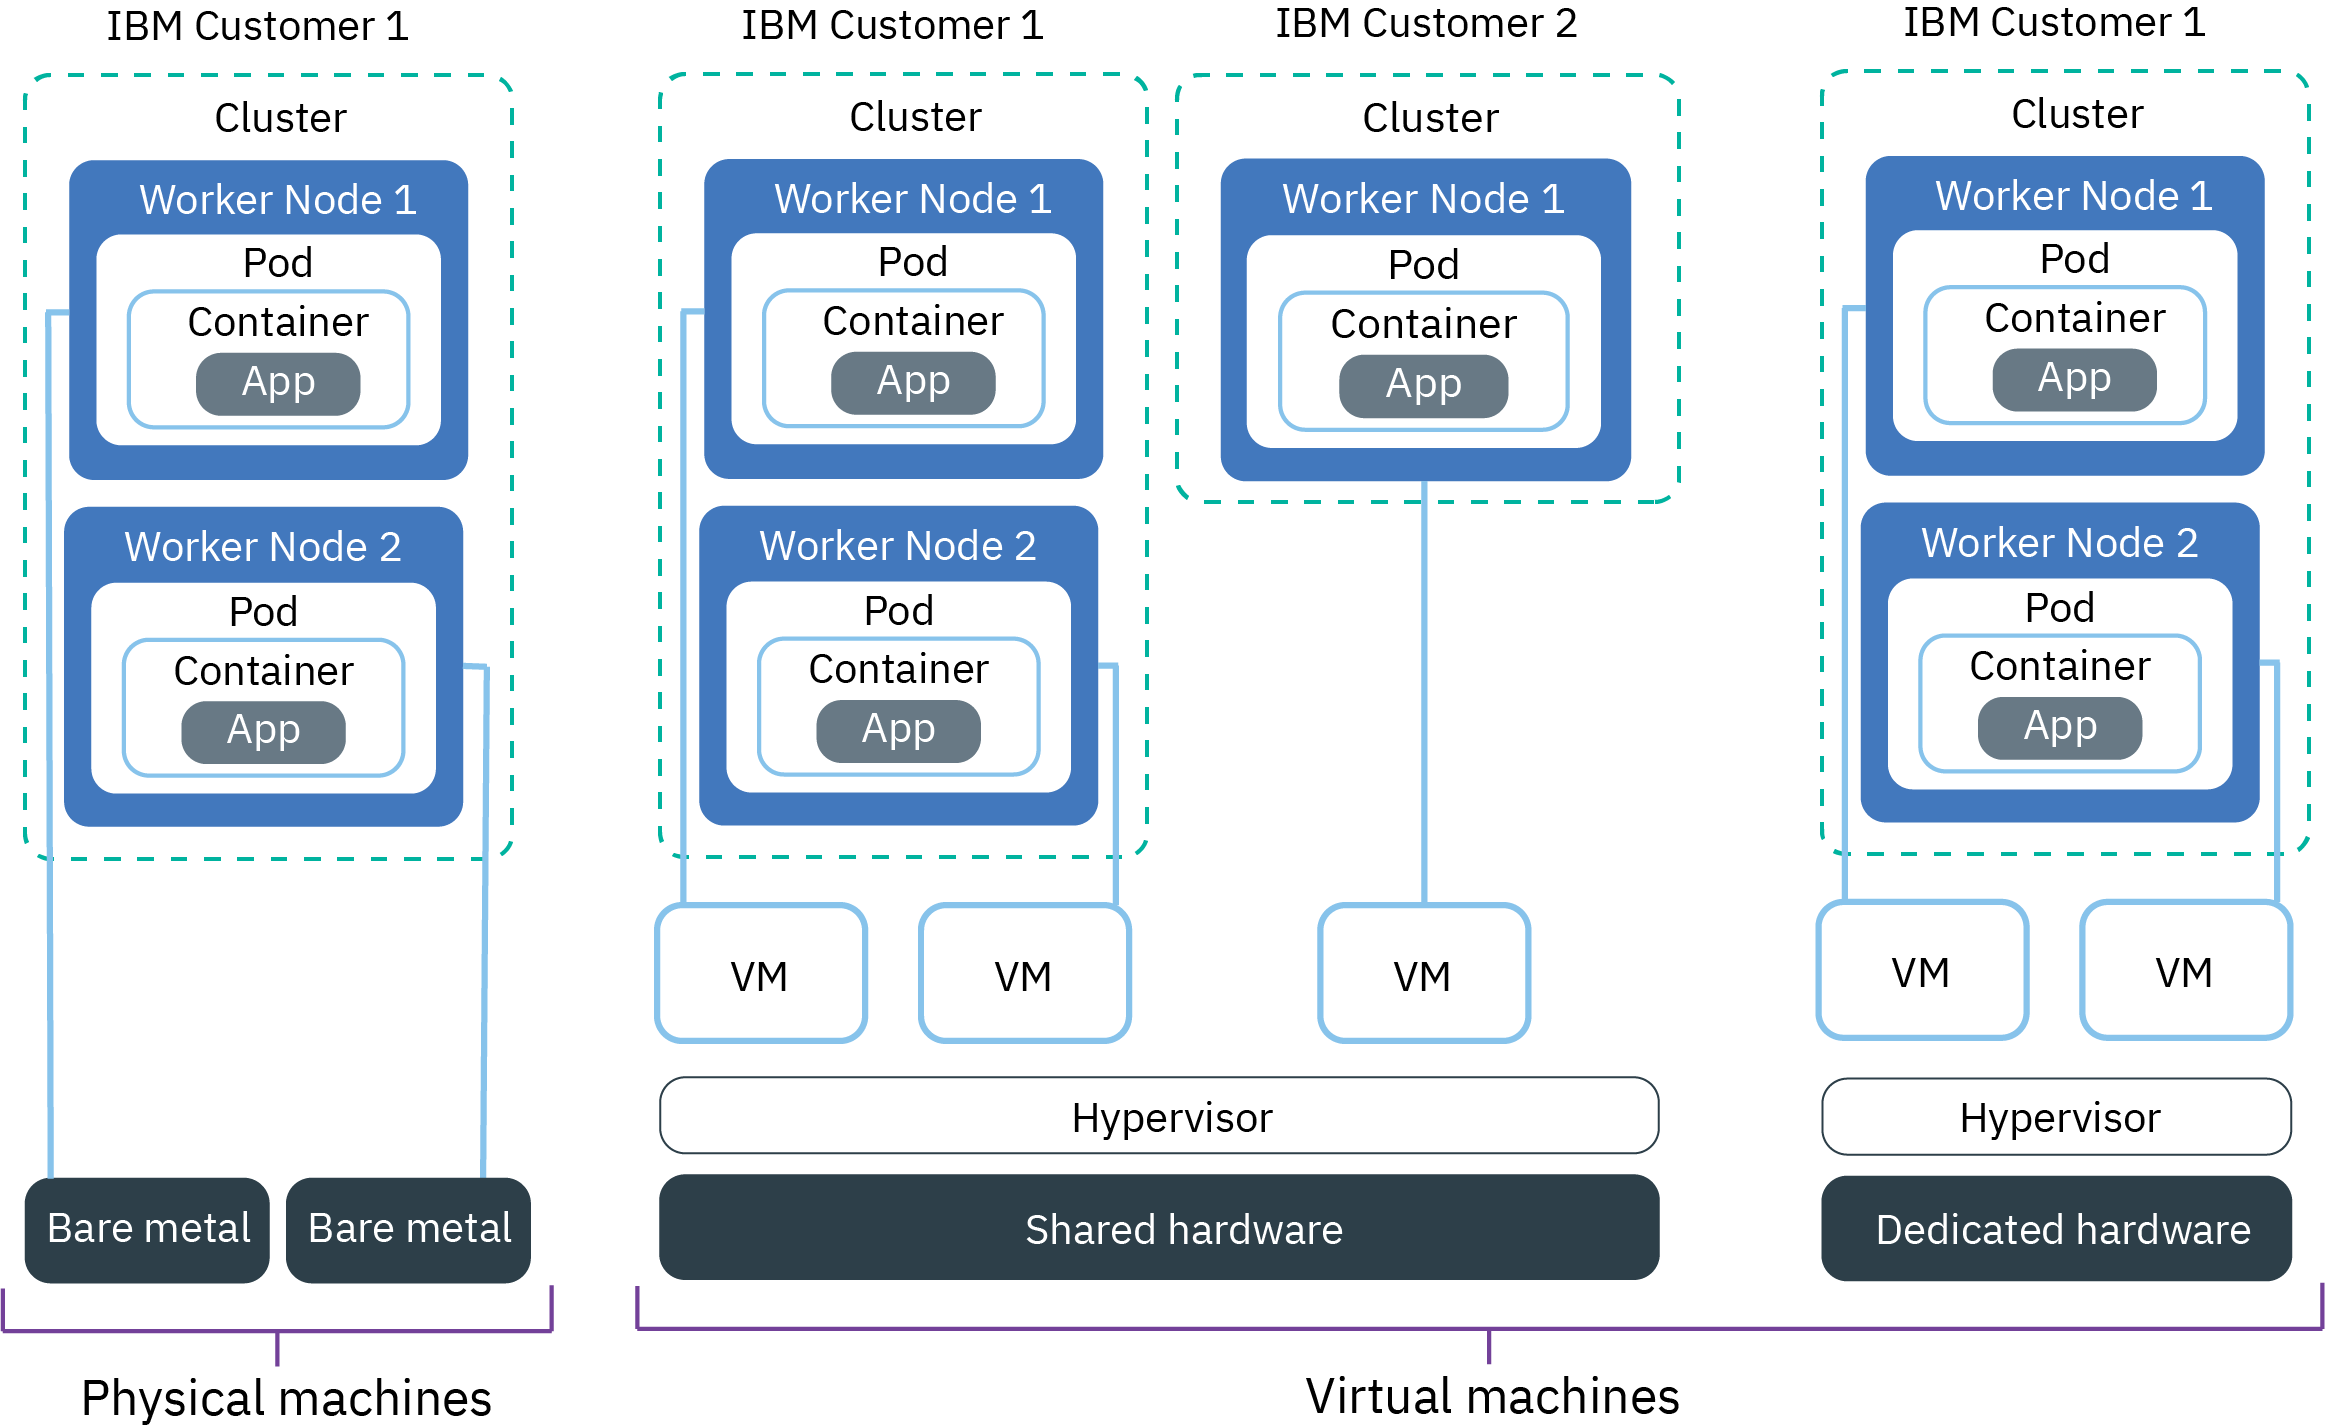 IBM Customer 1
Cluster
Worker Node 1
Pod
Container
App
Worker Node 2
Pod
Container
App
Bare metal
Bare metal
Physical machines
IBM Customer 1
Cluster
Worker Node 1
Pod
Container
App
Worker Node 2
Pod
Container
App
VM
VM
IBM Customer 2
Cluster
Worker Node 1
Pod
Container
App
VM
Hypervisor
Shared hardware
IBM Customer 1
Cluster
Worker Node 1
Pod
Container
App
Worker Node 2
Pod
Container
App
VM
VM
Hypervisor
Dedicated hardware
Virtual machines